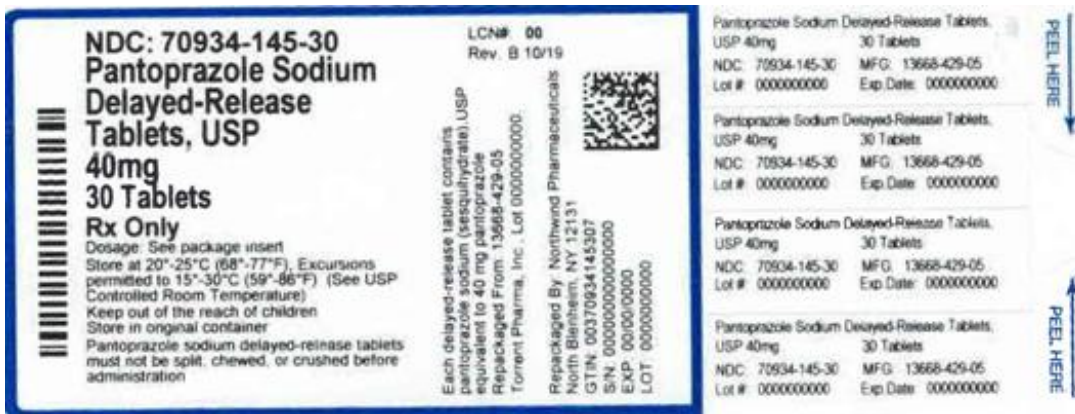 NDC: 70934-145-30
Pantoprazole Sodium
Delayed-Release
Tablets, USP
40mg
30 Tablets
Rx Only
Dosage: See package insert
Store at 20°-25°C (68°-77°F), Excursions
permitted to 15°-30°C (59°-86°F) (See USP
Controlled Room Temperature)
Keep out of the reach of children
Store in original container
Pantoprazole sodium delayed-release tablets
must not be split, chewed, or crushed before
administration
LCN#: 00
Rev. B 10/19
Each delayed-release tablet contains
pantoprazole sodium (sesquihydrate),USP
equivalent to 40 mg pantoprazole
Repackaged From: 13668-429-05
Torrent Pharma, Inc. Lot 0000000000.
Repackaged By Northwind Pharmaceuticals
North Blenheim, NY 12131
GTIN: 00370934145307
S/N: 00000000000000
EXP: 00/00/0000
LOT: 0000000000
Pantoprazole Sodium Delayed-Release Tablets,
USP 40mg 30 Tablets
NDC: 70934-145-30 MFG: 13668-429-05
Lot #: 0000000000 Exp.Date: 0000000000
Pantoprazole Sodium Delayed-Release Tablets,
USP 40mg 30 Tablets
NDC: 70934-145-30 MFG: 13668-429-05
Lot #: 0000000000 Exp.Date: 0000000000
Pantoprazole Sodium Delayed-Release Tablets,
USP 40mg 30 Tablets
NDC: 70934-145-30 MFG: 13668-429-05
Lot #: 0000000000 Exp.Date: 0000000000
Pantoprazole Sodium Delayed-Release Tablets,
USP 40mg 30 Tablets
NDC: 70934-145-30 MFG: 13668-429-05
Lot #: 0000000000 Exp.Date: 0000000000
PEEL HERE
PEEL HERE